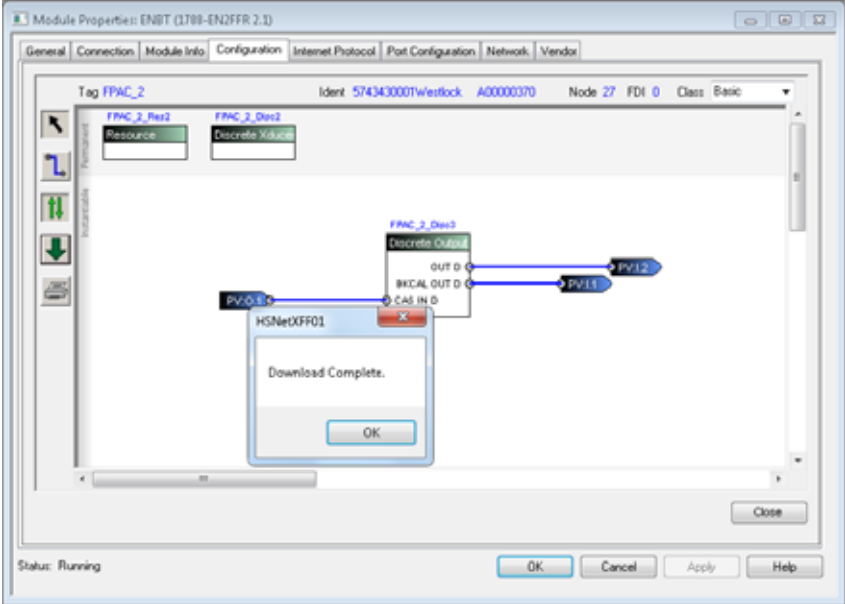 Module Properties: ENBT (1788-EN2FFR 2.1)
General Connection Module Info Configuration Internet Protocol Port Configuration Network Vendor
Tag FPAC_2 Ident 5743430001Westlock A00000370 Node 27 FDI 0 Class Basic
FPAC_2_Res2 FPAC_2_Disc2
Resource Discrete Xducer
Permanent
Instantiable
FPAC_2_Disc3
Discrete Output
OUT D PV:I.2
BKCAL OUT D PV:I.1
PV:O.1 CAS IN D
HSNetXFF01
Download Complete.
OK
Close
Status: Running OK Cancel Apply Help